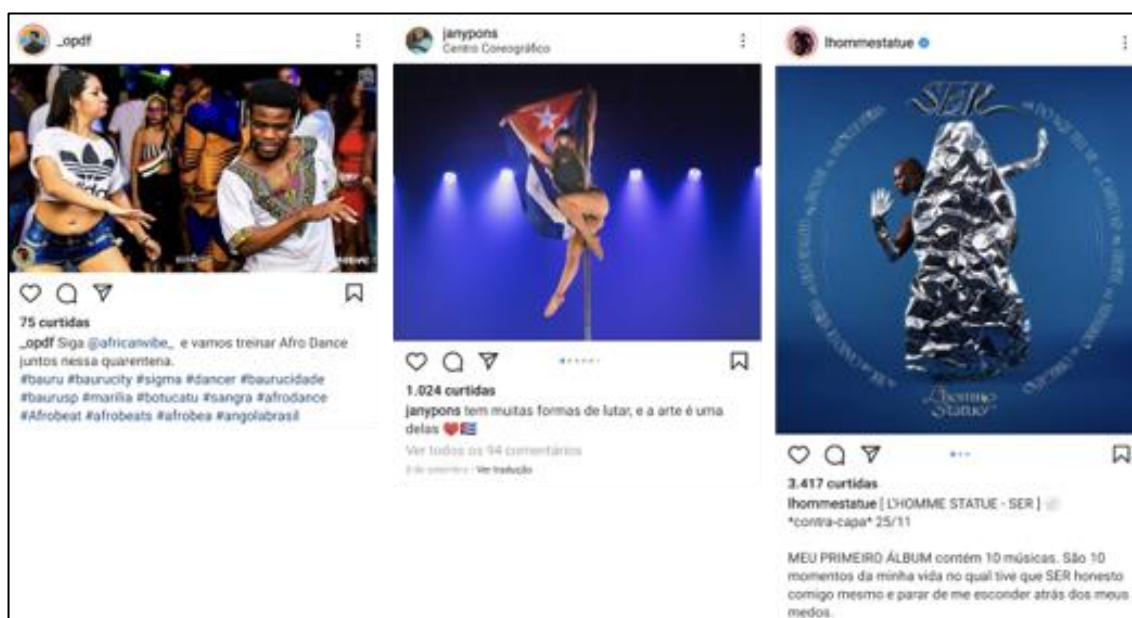 _opdf
75 curtidas
_opdf Siga @africanvibe_ e vamos treinar Afro Dance
juntos nessa quarentena.
#bauru #baurucity #sigma #dancer #baurucidade
#baurusp #marilia #botucatu #sangra #afrodance
#Afrobeat #afrobeats #afrobea #angolabrasil
janypons
Centro Coreográfico
1.024 curtidas
janypons tem muitas formas de lutar, e a arte é uma
delas
Ver todos os 94 comentários
de setembro · Ver tradução
lhommestatue
SER
L'homme
Statue
3.417 curtidas
lhommestatue [ L'HOMME STATUE - SER ]
*contra-capa* 25/11
MEU PRIMEIRO ÁLBUM contém 10 músicas. São 10
momentos da minha vida no qual tive que SER honesto
comigo mesmo e parar de me esconder atrás dos meus
medos.
adidas